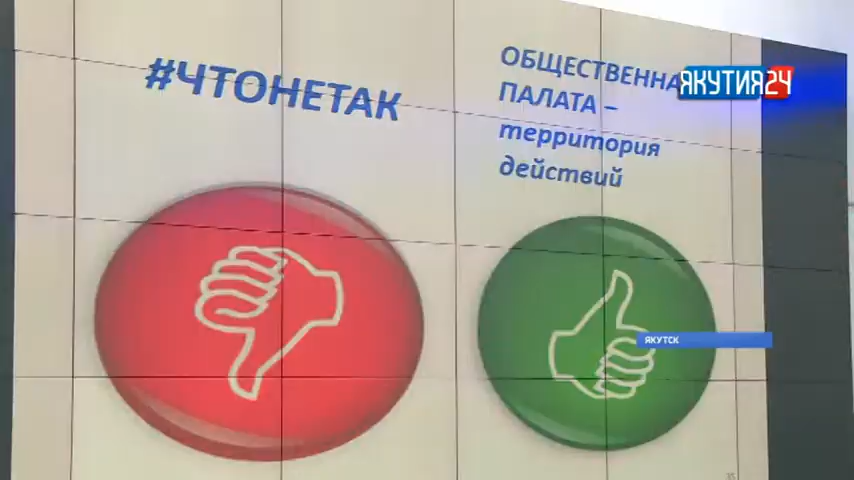 #ЧТОНЕТАК
ОБЩЕСТВЕННА
ПАЛАТА –
территория
действий
ЯКУТИЯ24
ЯКУТСК